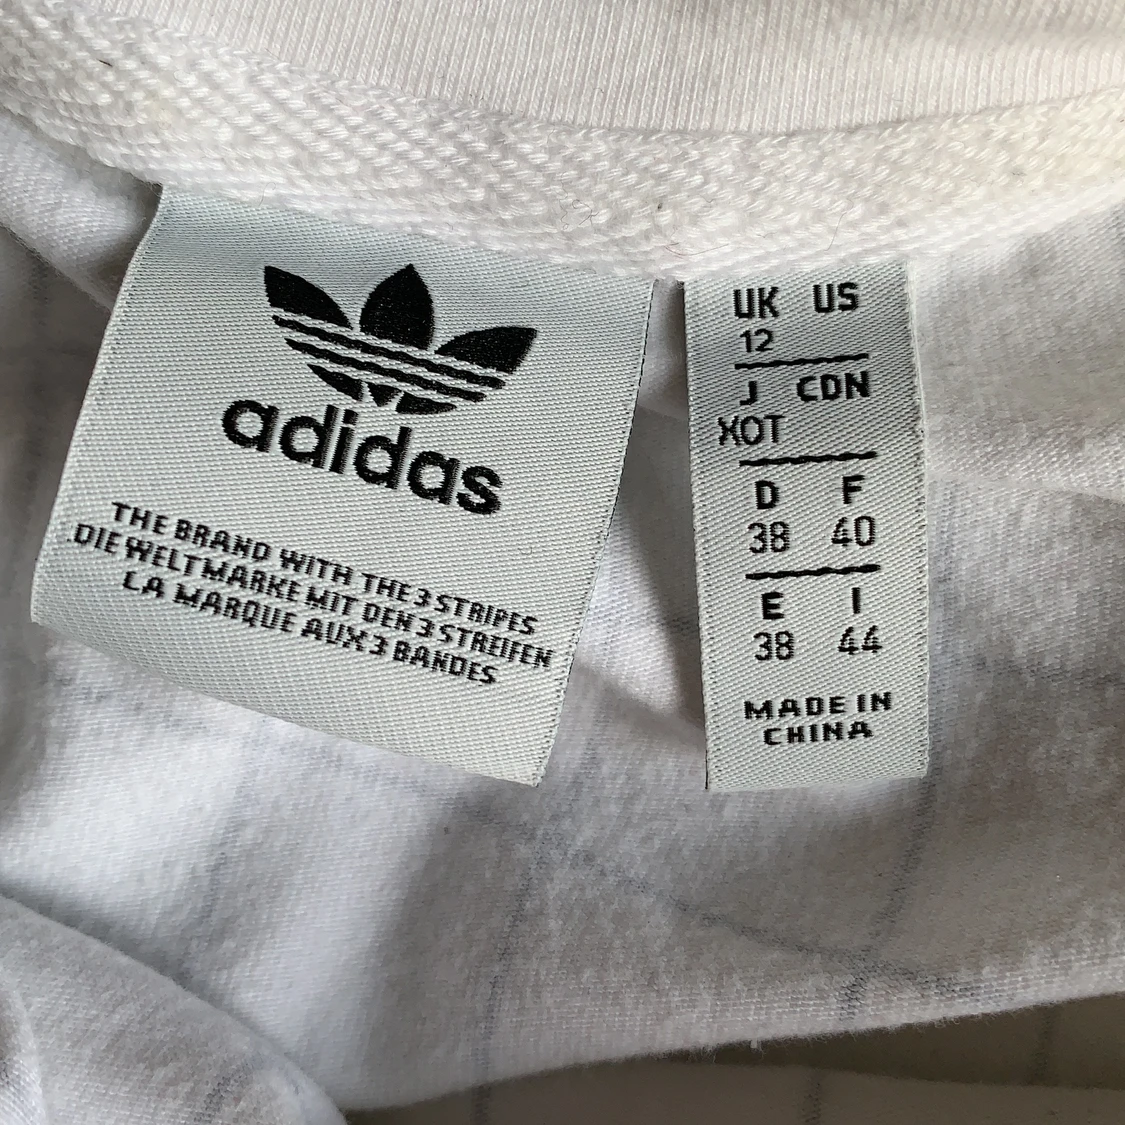 adidas
THE BRAND WITH THE 3 STRIPES
DIE WELTMARKE MIT DEN 3 STREIFEN
LA MARQUE AUX 3 BANDES
UK US
12
J CDN
XOT
D F
38 40
E I
38 44
MADE IN
CHINA